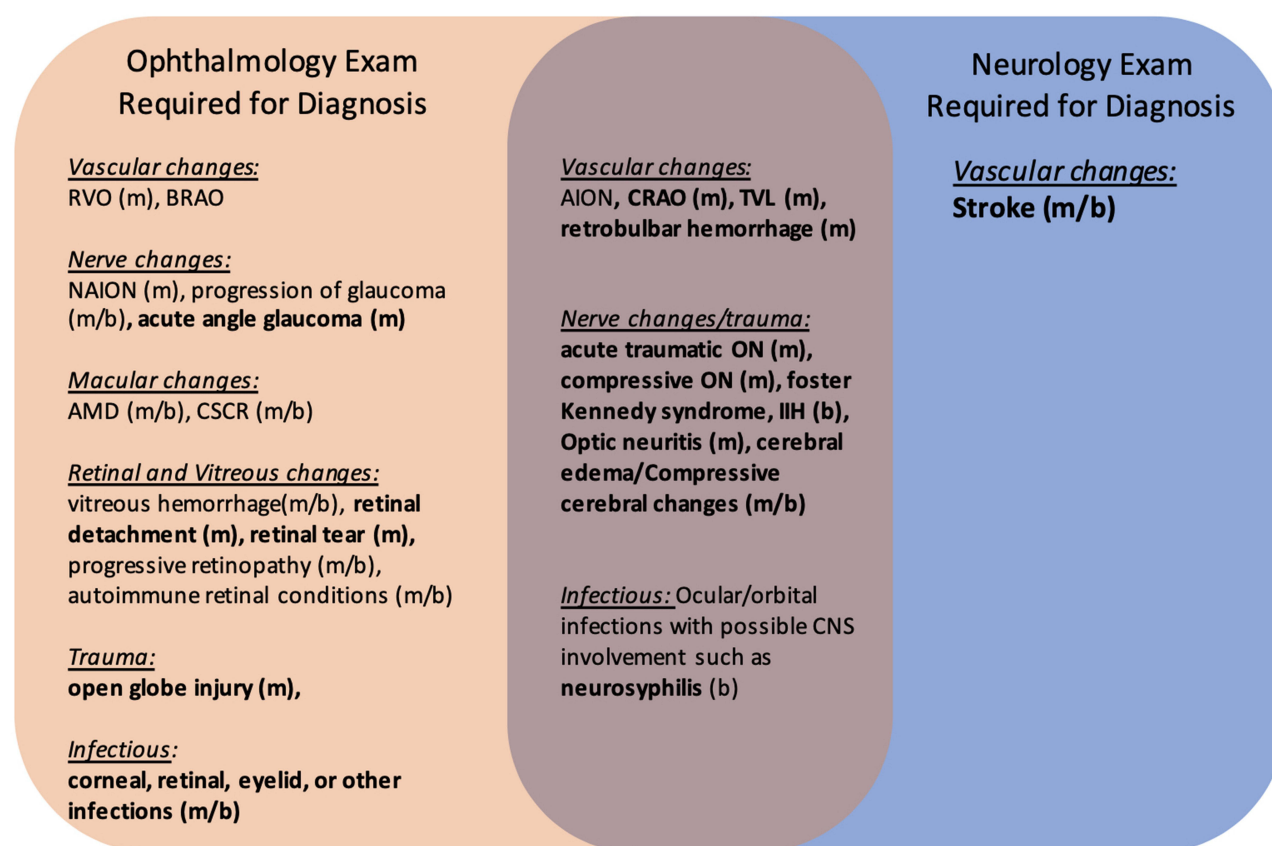 Ophthalmology Exam
Required for Diagnosis
Vascular changes:
RVO (m), BRAO
Nerve changes:
NAION (m), progression of glaucoma
(m/b), acute angle glaucoma (m)
Macular changes:
AMD (m/b), CSCR (m/b)
Retinal and Vitreous changes:
vitreous hemorrhage(m/b), retinal
detachment (m), retinal tear (m),
progressive retinopathy (m/b),
autoimmune retinal conditions (m/b)
Trauma:
open globe injury (m),
Infectious:
corneal, retinal, eyelid, or other
infections (m/b)
Vascular changes:
AION, CRAO (m), TVL (m),
retrobulbar hemorrhage (m)
Nerve changes/trauma:
acute traumatic ON (m),
compressive ON (m), foster
Kennedy syndrome, IIH (b),
Optic neuritis (m), cerebral
edema/Compressive
cerebral changes (m/b)
Infectious: Ocular/orbital
infections with possible CNS
involvement such as
neurosyphilis (b)
Neurology Exam
Required for Diagnosis
Vascular changes:
Stroke (m/b)